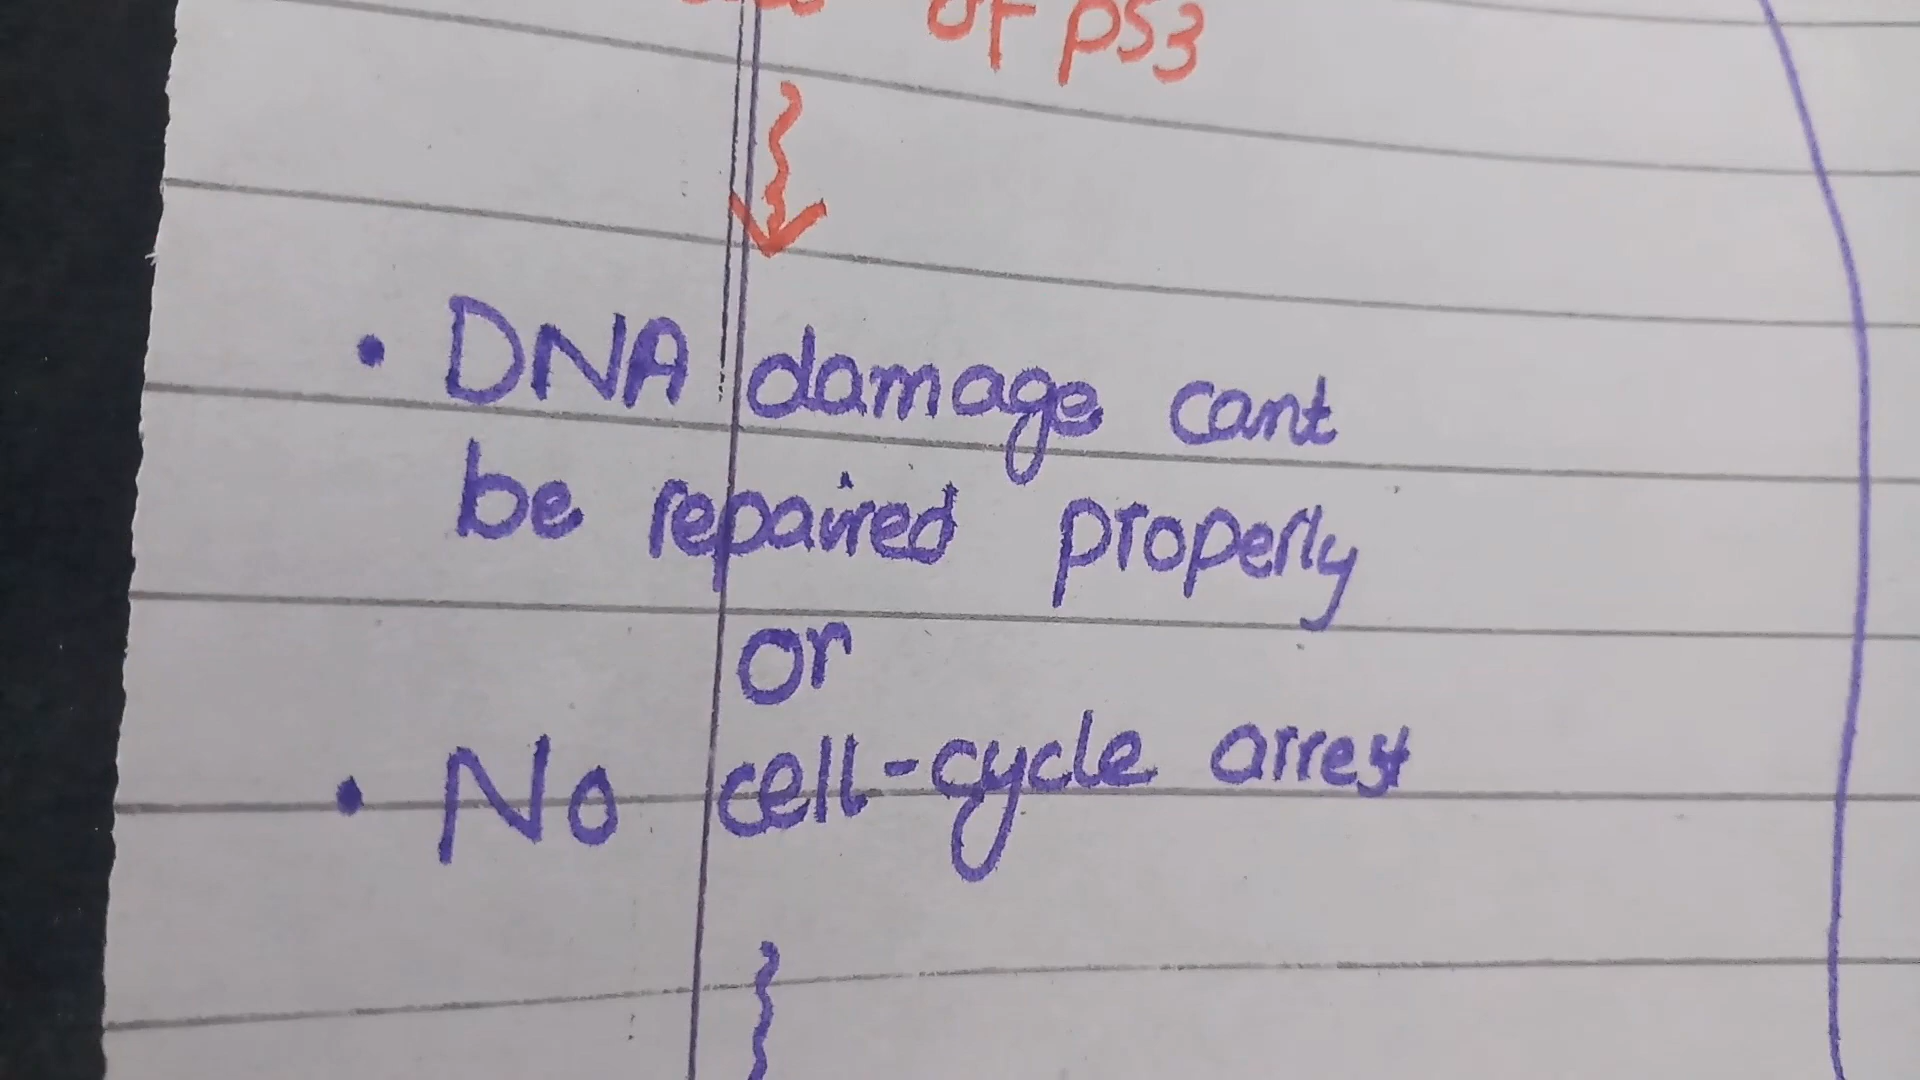 of p53
• DNA damage cant
be repaired properly
or
• No cell-cycle arrest